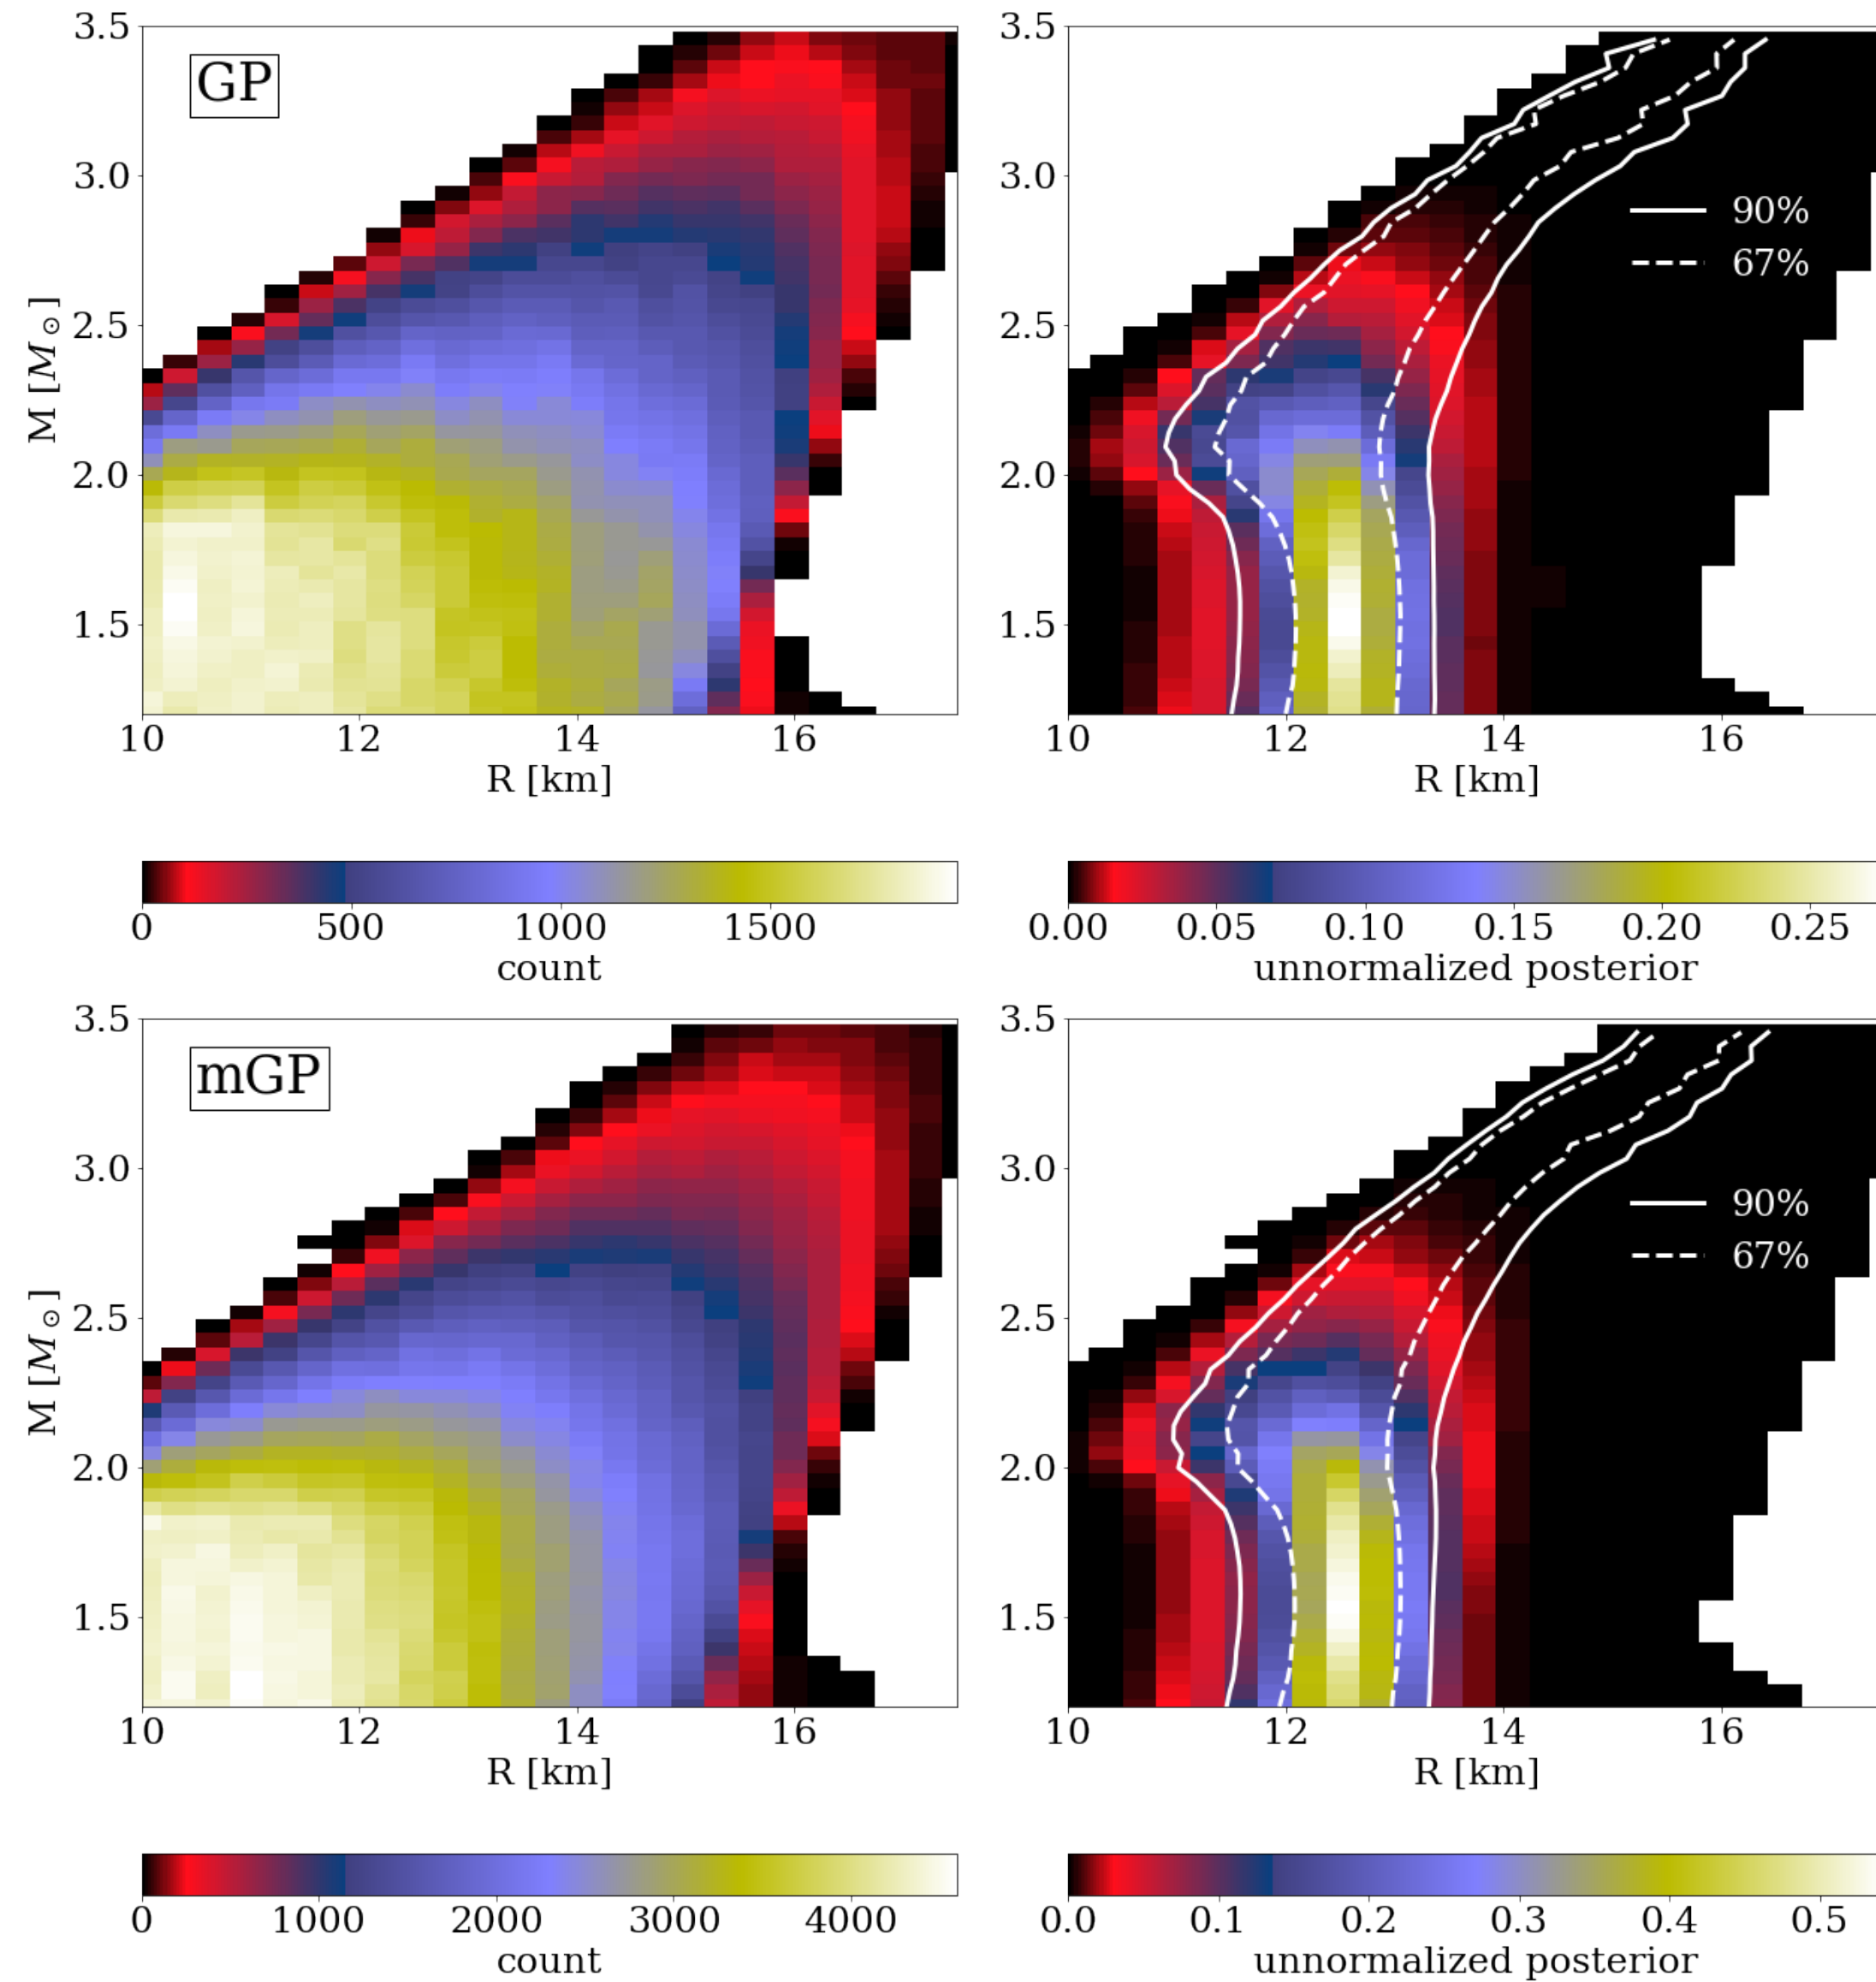 GP
3.5
3.0
2.5
2.0
1.5
M [M⊙]
10 12 14 16
R [km]
0 500 1000 1500
count
3.5
3.0
2.5
2.0
1.5
90%
67%
10 12 14 16
R [km]
0.00 0.05 0.10 0.15 0.20 0.25
unnormalized posterior
mGP
3.5
3.0
2.5
2.0
1.5
M [M⊙]
10 12 14 16
R [km]
0 1000 2000 3000 4000
count
3.5
3.0
2.5
2.0
1.5
90%
67%
10 12 14 16
R [km]
0.0 0.1 0.2 0.3 0.4 0.5
unnormalized posterior